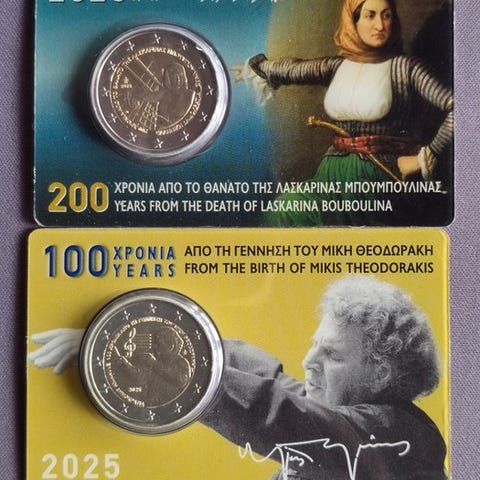 2025
200 ΧΡΟΝΙΑ ΑΠΟ ΤΟ ΘΑΝΑΤΟ ΤΗΣ ΛΑΣΚΑΡΙΝΑΣ ΜΠΟΥΜΠΟΥΛΙΝΑΣ
YEARS FROM THE DEATH OF LASKARINA BOUBOULINA
100 ΧΡΟΝΙΑ ΑΠΟ ΤΗ ΓΕΝΝΗΣΗ ΤΟΥ ΜΙΚΗ ΘΕΟΔΩΡΑΚΗ
YEARS FROM THE BIRTH OF MIKIS THEODORAKIS
2025
2025